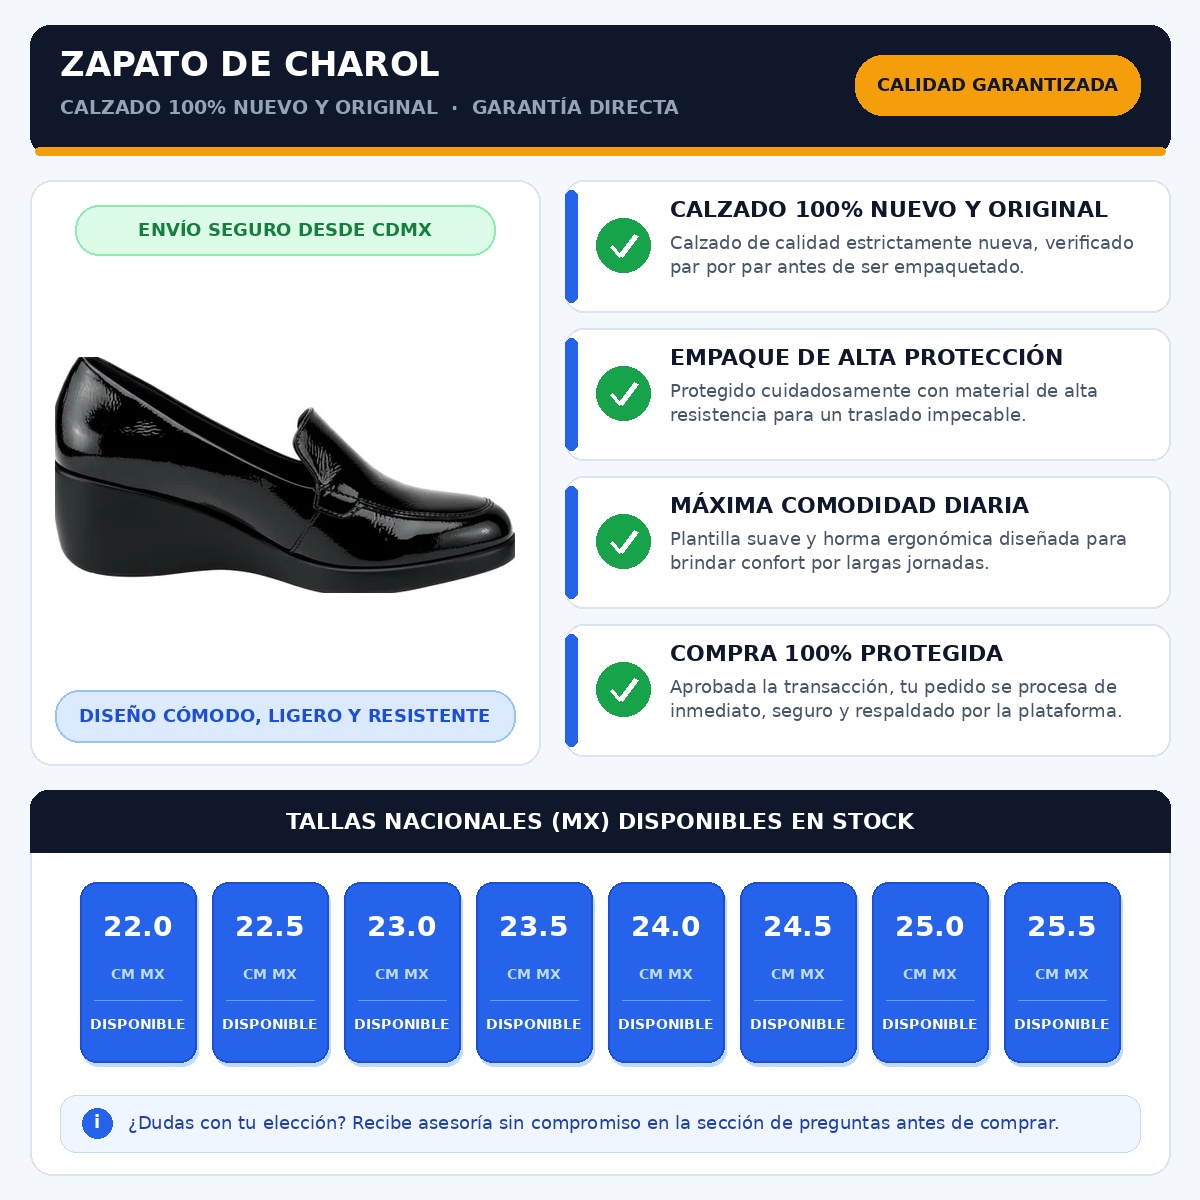 ZAPATO DE CHAROL
CALZADO 100% NUEVO Y ORIGINAL · GARANTÍA DIRECTA
CALIDAD GARANTIZADA
ENVÍO SEGURO DESDE CDMX
DISEÑO CÓMODO, LIGERO Y RESISTENTE
CALZADO 100% NUEVO Y ORIGINAL
Calzado de calidad estrictamente nueva, verificado
par por par antes de ser empaquetado.
EMPAQUE DE ALTA PROTECCIÓN
Protegido cuidadosamente con material de alta
resistencia para un traslado impecable.
MÁXIMA COMODIDAD DIARIA
Plantilla suave y horma ergonómica diseñada para
brindar confort por largas jornadas.
COMPRA 100% PROTEGIDA
Aprobada la transacción, tu pedido se procesa de
inmediato, seguro y respaldado por la plataforma.
TALLAS NACIONALES (MX) DISPONIBLES EN STOCK
22.0 22.5 23.0 23.5 24.0 24.5 25.0 25.5
CM MX CM MX CM MX CM MX CM MX CM MX CM MX CM MX
DISPONIBLE DISPONIBLE DISPONIBLE DISPONIBLE DISPONIBLE DISPONIBLE DISPONIBLE DISPONIBLE
i ¿Dudas con tu elección? Recibe asesoría sin compromiso en la sección de preguntas antes de comprar.